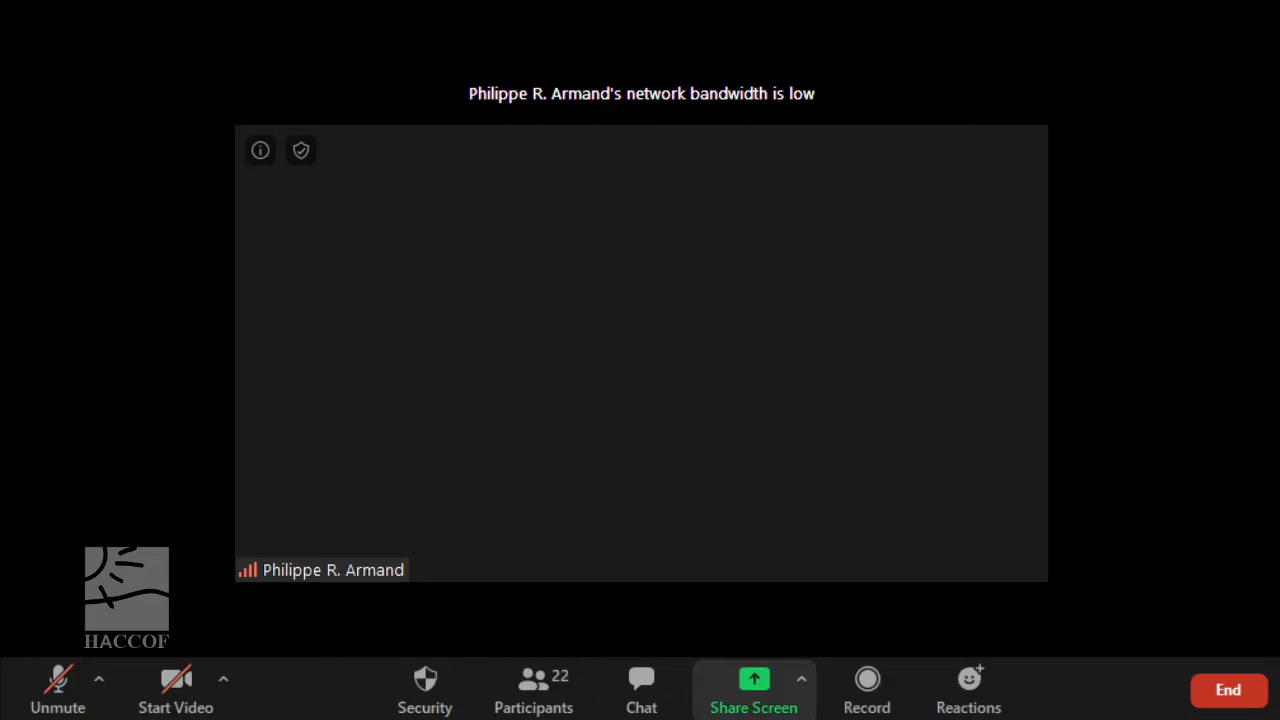 Philippe R. Armand's network bandwidth is low
Philippe R. Armand
HACCOF
Unmute
Start Video
Security
22
Participants
Chat
Share Screen
Record
Reactions
End